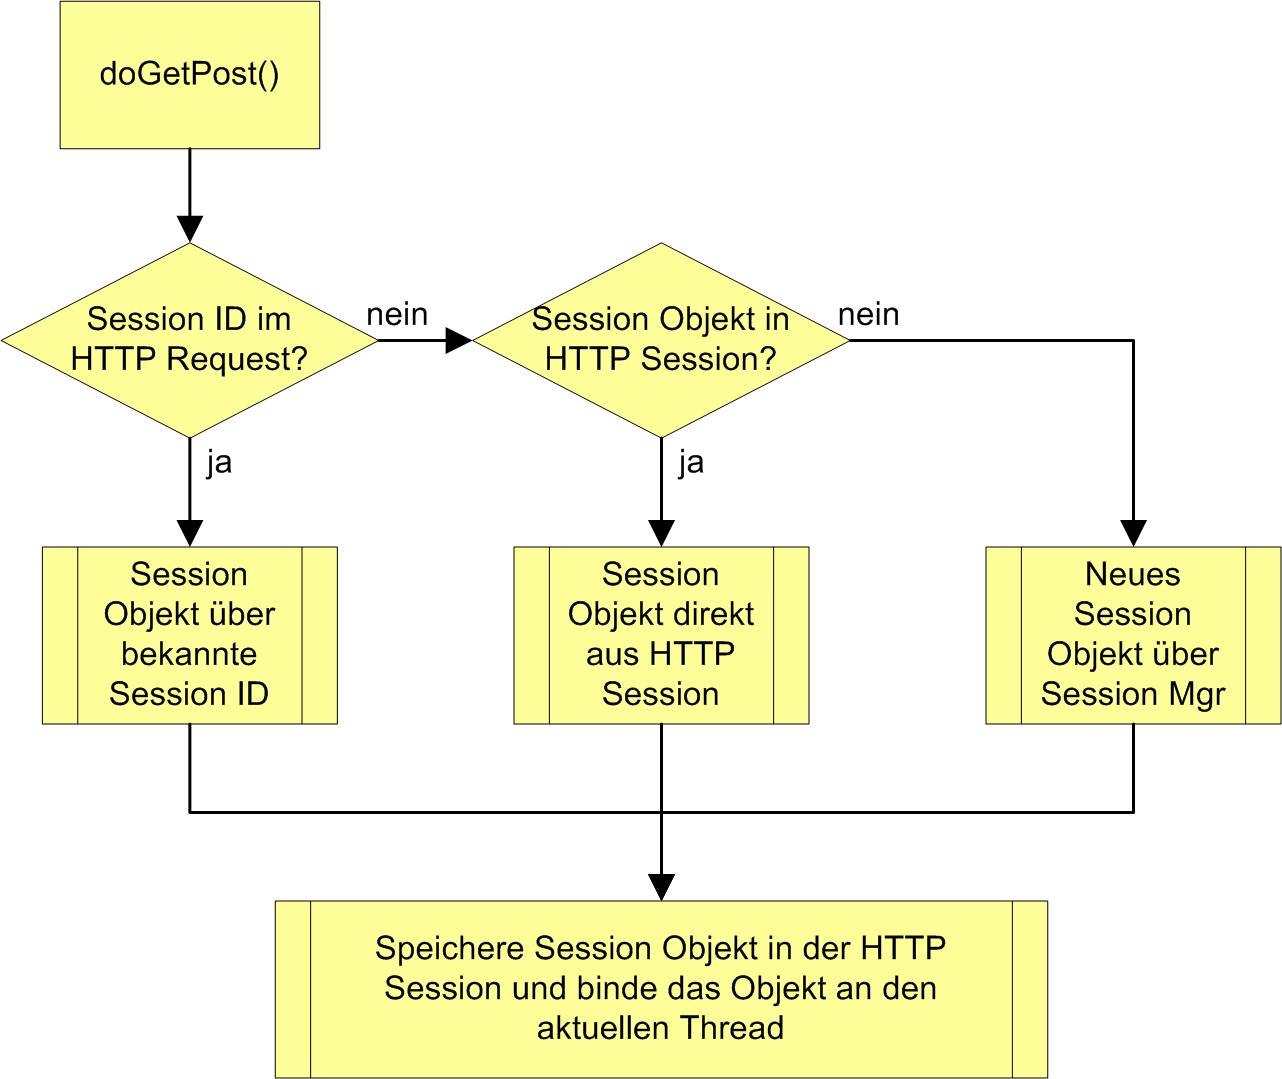 doGetPost()
Session ID im
HTTP Request?
nein
Session Objekt in
HTTP Session?
nein
ja
ja
Session
Objekt über
bekannte
Session ID
Session
Objekt direkt
aus HTTP
Session
Neues
Session
Objekt über
Session Mgr
Speichere Session Objekt in der HTTP
Session und binde das Objekt an den
aktuellen Thread